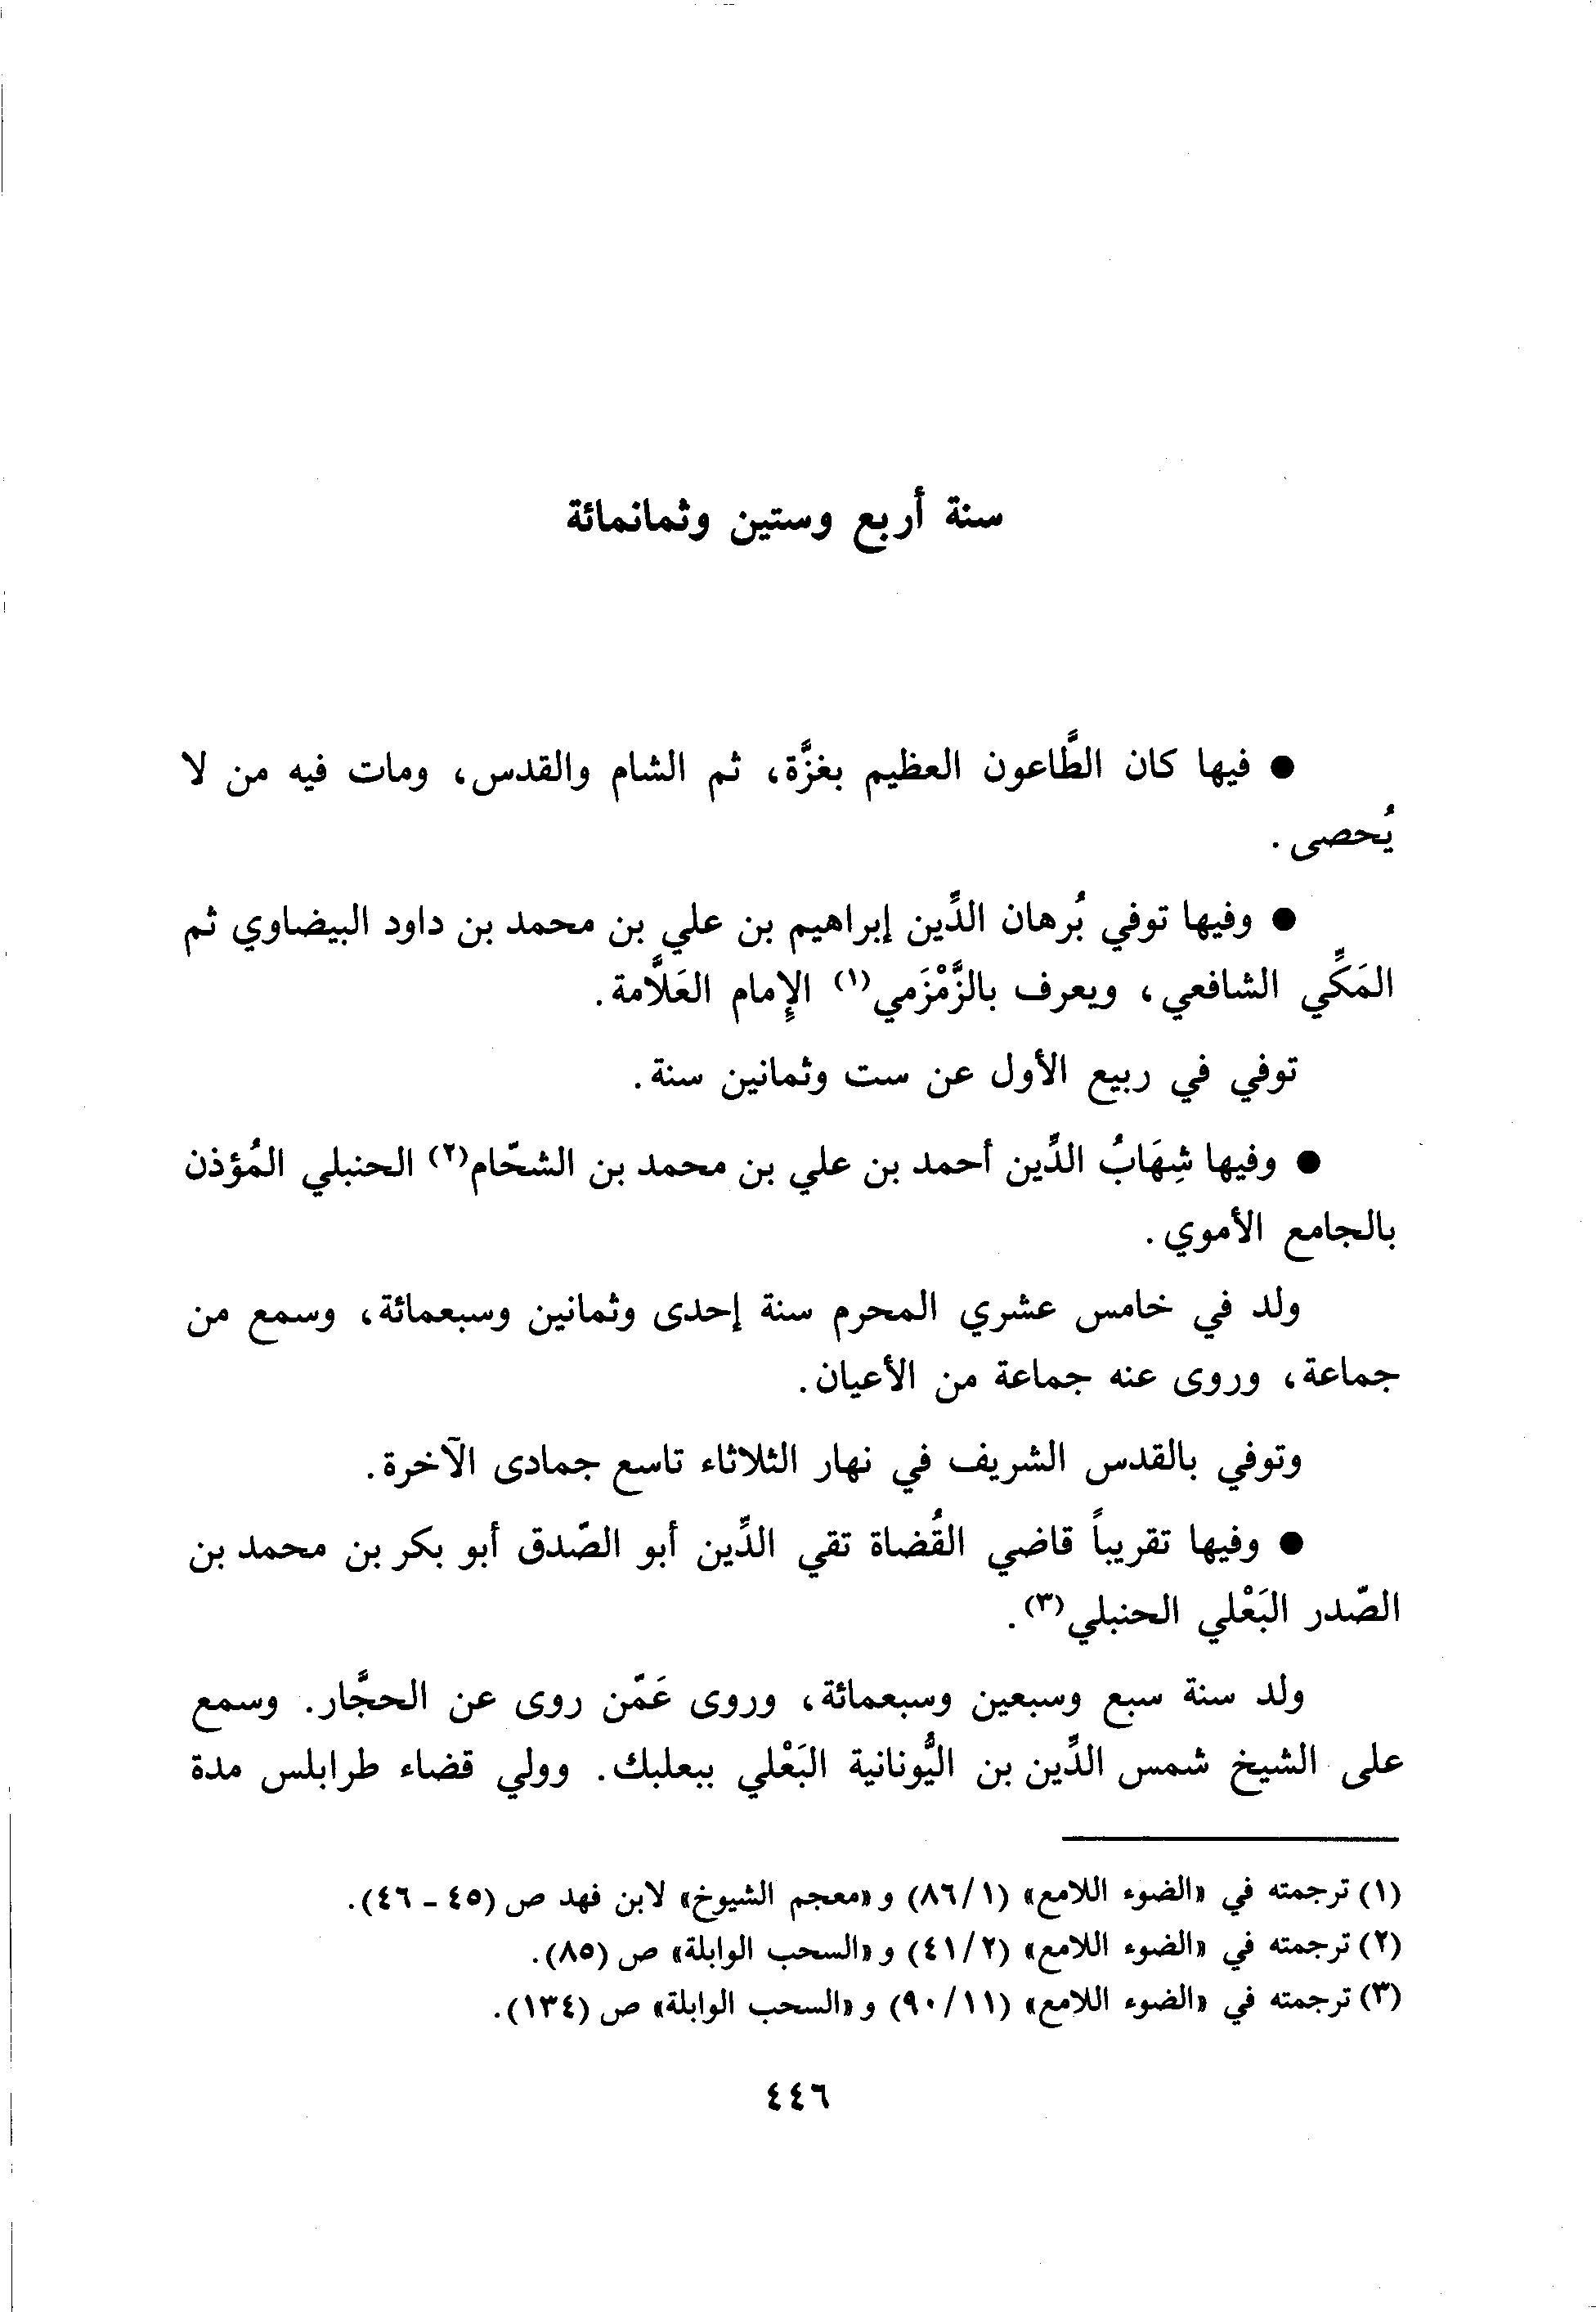 سنة أربع وستين وثمانمائة
● فيها كان الطَّاعون العظيم بغزَّة، ثم الشام والقدس، ومات فيه من لا
يُحصى.
● وفيها توفي بُرهان الدِّين إبراهيم بن علي بن محمد بن داود البيضاوي ثم
المَكِّي الشافعي، ويعرف بالزَّمْزَمي(١) الإِمام العَلَّامة.
توفي في ربيع الأول عن ست وثمانين سنة.
● وفيها شِهَابُ الدِّين أحمد بن علي بن محمد بن الشحّام(٢) الحنبلي المُؤذن
بالجامع الأموي.
ولد في خامس عشري المحرم سنة إحدى وثمانين وسبعمائة، وسمع من
جماعة، وروى عنه جماعة من الأعيان.
وتوفي بالقدس الشريف في نهار الثلاثاء تاسع جمادى الآخرة.
● وفيها تقريباً قاضي القُضاة تقي الدِّين أبو الصّدق أبو بكر بن محمد بن
الصّدر البَعْلي الحنبلي(٣).
ولد سنة سبع وسبعين وسبعمائة، وروى عَمّن روى عن الحجَّار. وسمع
على الشيخ شمس الدِّين بن اليُّونانية البَعْلي ببعلبك. وولي قضاء طرابلس مدة
(١) ترجمته في «الضوء اللامع» (٨٦/١) و«معجم الشيوخ» لابن فهد ص (٤٥ - ٤٦).
(٢) ترجمته في «الضوء اللامع» (٤١/٢) و«السحب الوابلة» ص (٨٥).
(٣) ترجمته في «الضوء اللامع» (٩٠/١١) و«السحب الوابلة» ص (١٣٤).
٤٤٦